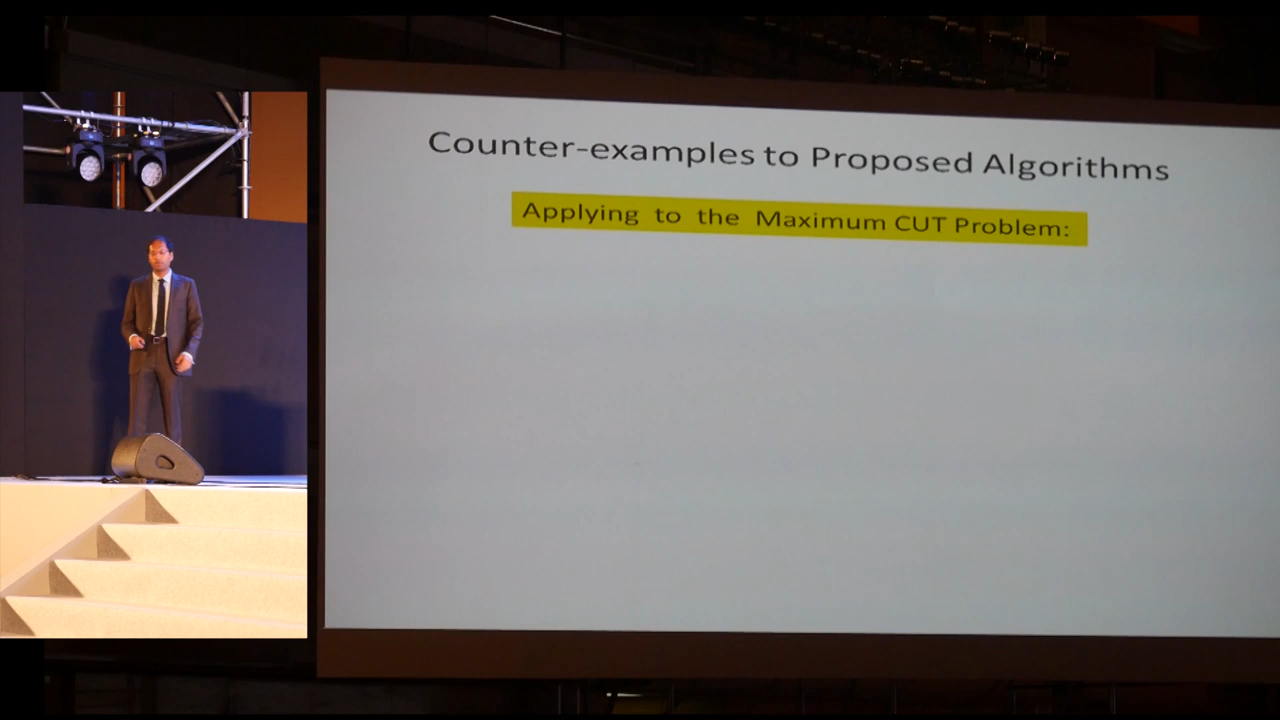 Counter-examples to Proposed Algorithms
Applying to the Maximum CUT Problem: